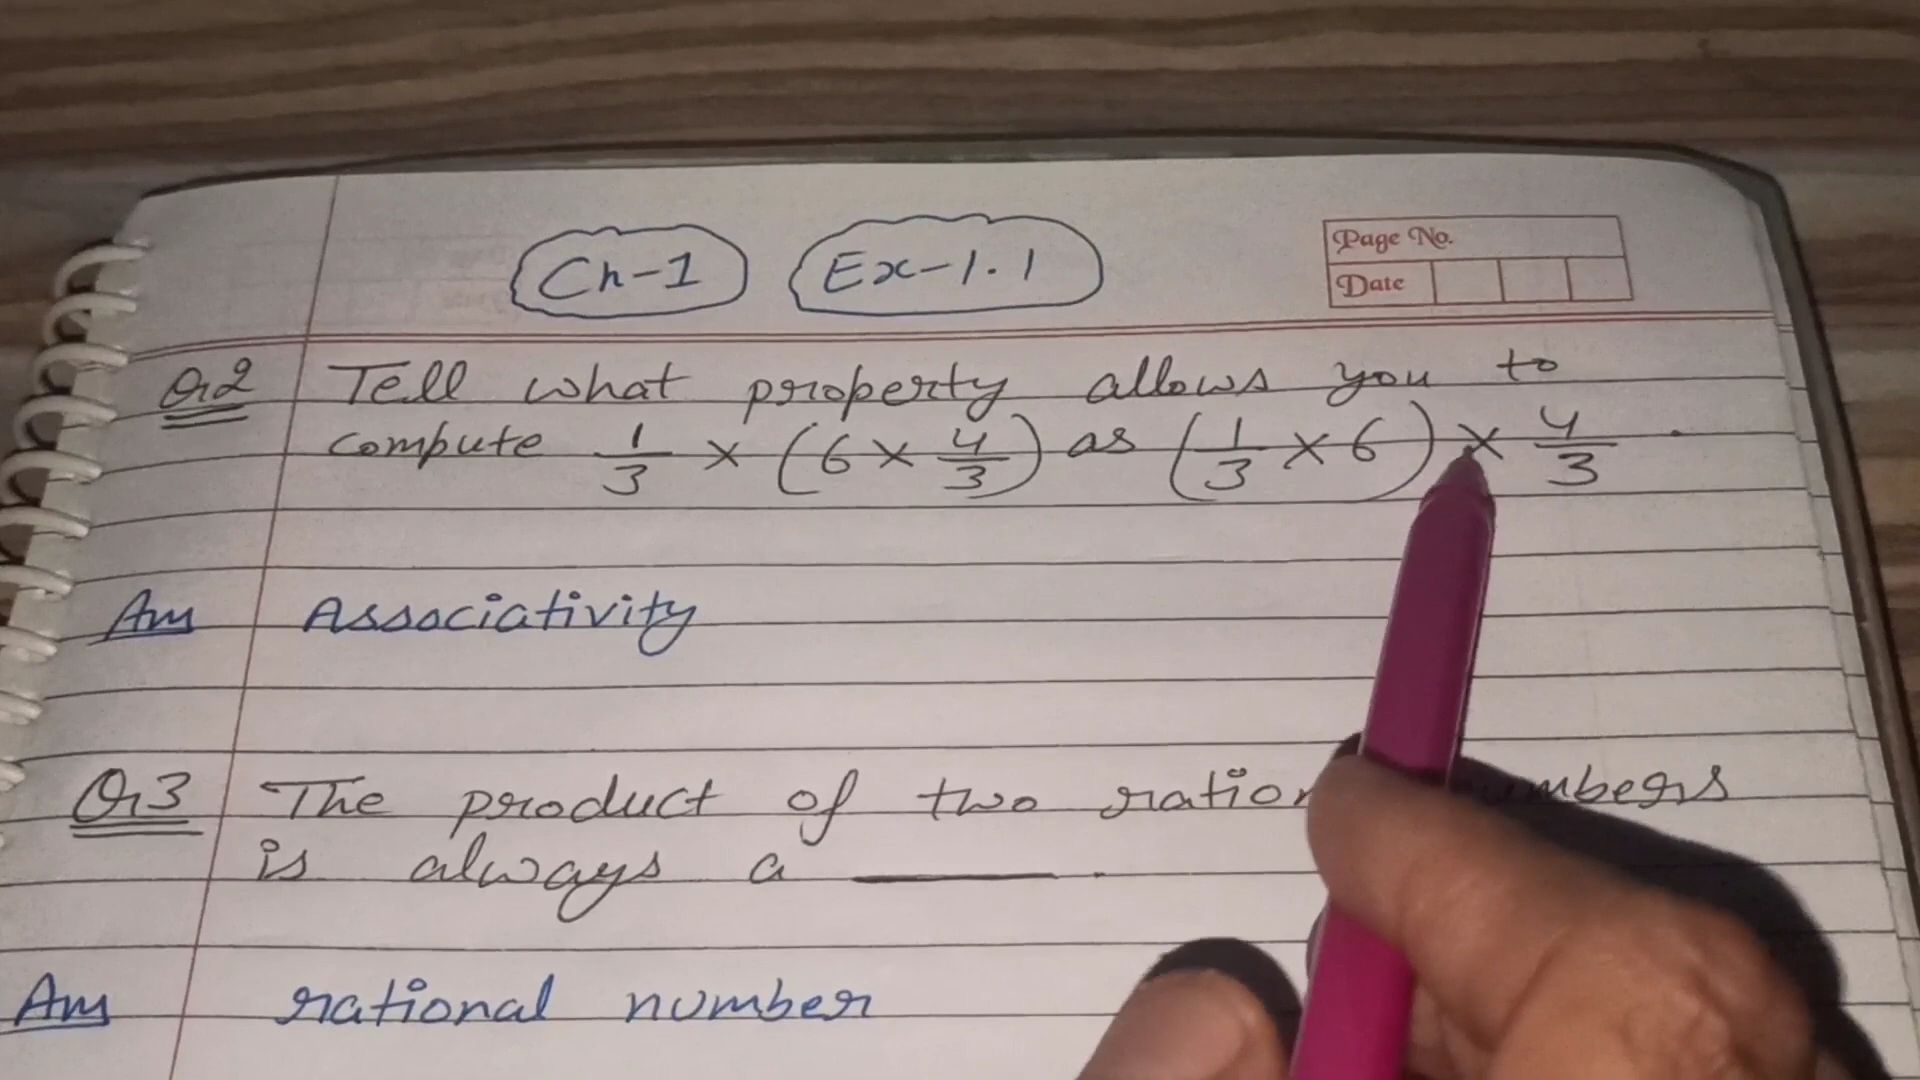 Ch-1 Ex-1.1
Page No.
Date
Q2 Tell what property allows you to
compute 1/3 × (6 × 4/3) as (1/3 × 6) × 4/3 .
Ans Associativity
Q3 The product of two numbers
is always a ______.
Ans rational number